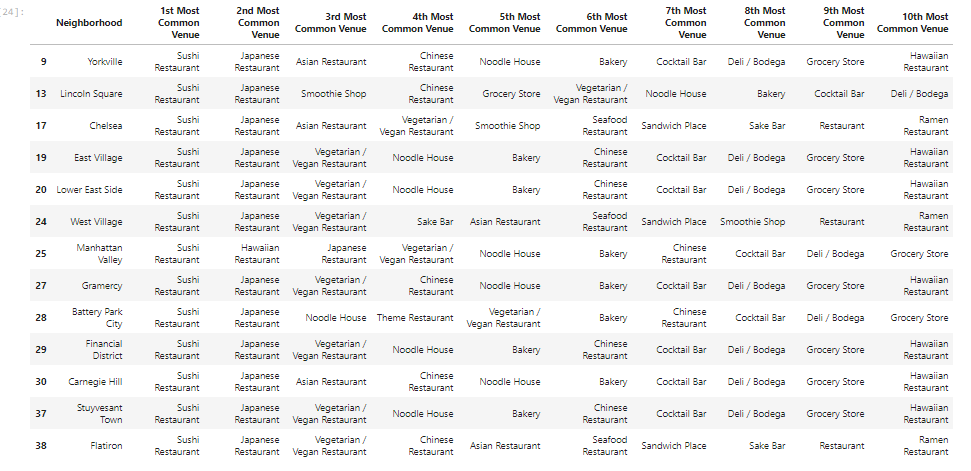 [24]:
Neighborhood 1st Most Common Venue 2nd Most Common Venue 3rd Most Common Venue 4th Most Common Venue 5th Most Common Venue 6th Most Common Venue 7th Most Common Venue 8th Most Common Venue 9th Most Common Venue 10th Most Common Venue
9 Yorkville Sushi Restaurant Japanese Restaurant Asian Restaurant Chinese Restaurant Noodle House Bakery Cocktail Bar Deli / Bodega Grocery Store Hawaiian Restaurant
13 Lincoln Square Sushi Restaurant Japanese Restaurant Smoothie Shop Chinese Restaurant Grocery Store Vegetarian / Vegan Restaurant Noodle House Bakery Cocktail Bar Deli / Bodega
17 Chelsea Sushi Restaurant Japanese Restaurant Asian Restaurant Vegetarian / Vegan Restaurant Smoothie Shop Seafood Restaurant Sandwich Place Sake Bar Restaurant Ramen Restaurant
19 East Village Sushi Restaurant Japanese Restaurant Vegetarian / Vegan Restaurant Noodle House Bakery Chinese Restaurant Cocktail Bar Deli / Bodega Grocery Store Hawaiian Restaurant
20 Lower East Side Sushi Restaurant Japanese Restaurant Vegetarian / Vegan Restaurant Noodle House Bakery Chinese Restaurant Cocktail Bar Deli / Bodega Grocery Store Hawaiian Restaurant
24 West Village Sushi Restaurant Japanese Restaurant Vegetarian / Vegan Restaurant Sake Bar Asian Restaurant Seafood Restaurant Sandwich Place Smoothie Shop Restaurant Ramen Restaurant
25 Manhattan Valley Sushi Restaurant Hawaiian Restaurant Japanese Restaurant Vegetarian / Vegan Restaurant Noodle House Bakery Chinese Restaurant Cocktail Bar Deli / Bodega Grocery Store
27 Gramercy Sushi Restaurant Japanese Restaurant Vegetarian / Vegan Restaurant Chinese Restaurant Noodle House Bakery Cocktail Bar Deli / Bodega Grocery Store Hawaiian Restaurant
28 Battery Park City Sushi Restaurant Japanese Restaurant Noodle House Theme Restaurant Vegetarian / Vegan Restaurant Bakery Chinese Restaurant Cocktail Bar Deli / Bodega Grocery Store
29 Financial District Sushi Restaurant Japanese Restaurant Vegetarian / Vegan Restaurant Noodle House Bakery Chinese Restaurant Cocktail Bar Deli / Bodega Grocery Store Hawaiian Restaurant
30 Carnegie Hill Sushi Restaurant Japanese Restaurant Asian Restaurant Chinese Restaurant Noodle House Bakery Cocktail Bar Deli / Bodega Grocery Store Hawaiian Restaurant
37 Stuyvesant Town Sushi Restaurant Japanese Restaurant Vegetarian / Vegan Restaurant Noodle House Bakery Chinese Restaurant Cocktail Bar Deli / Bodega Grocery Store Hawaiian Restaurant
38 Flatiron Sushi Restaurant Japanese Restaurant Vegetarian / Vegan Restaurant Chinese Restaurant Asian Restaurant Seafood Restaurant Sandwich Place Sake Bar Restaurant Ramen Restaurant